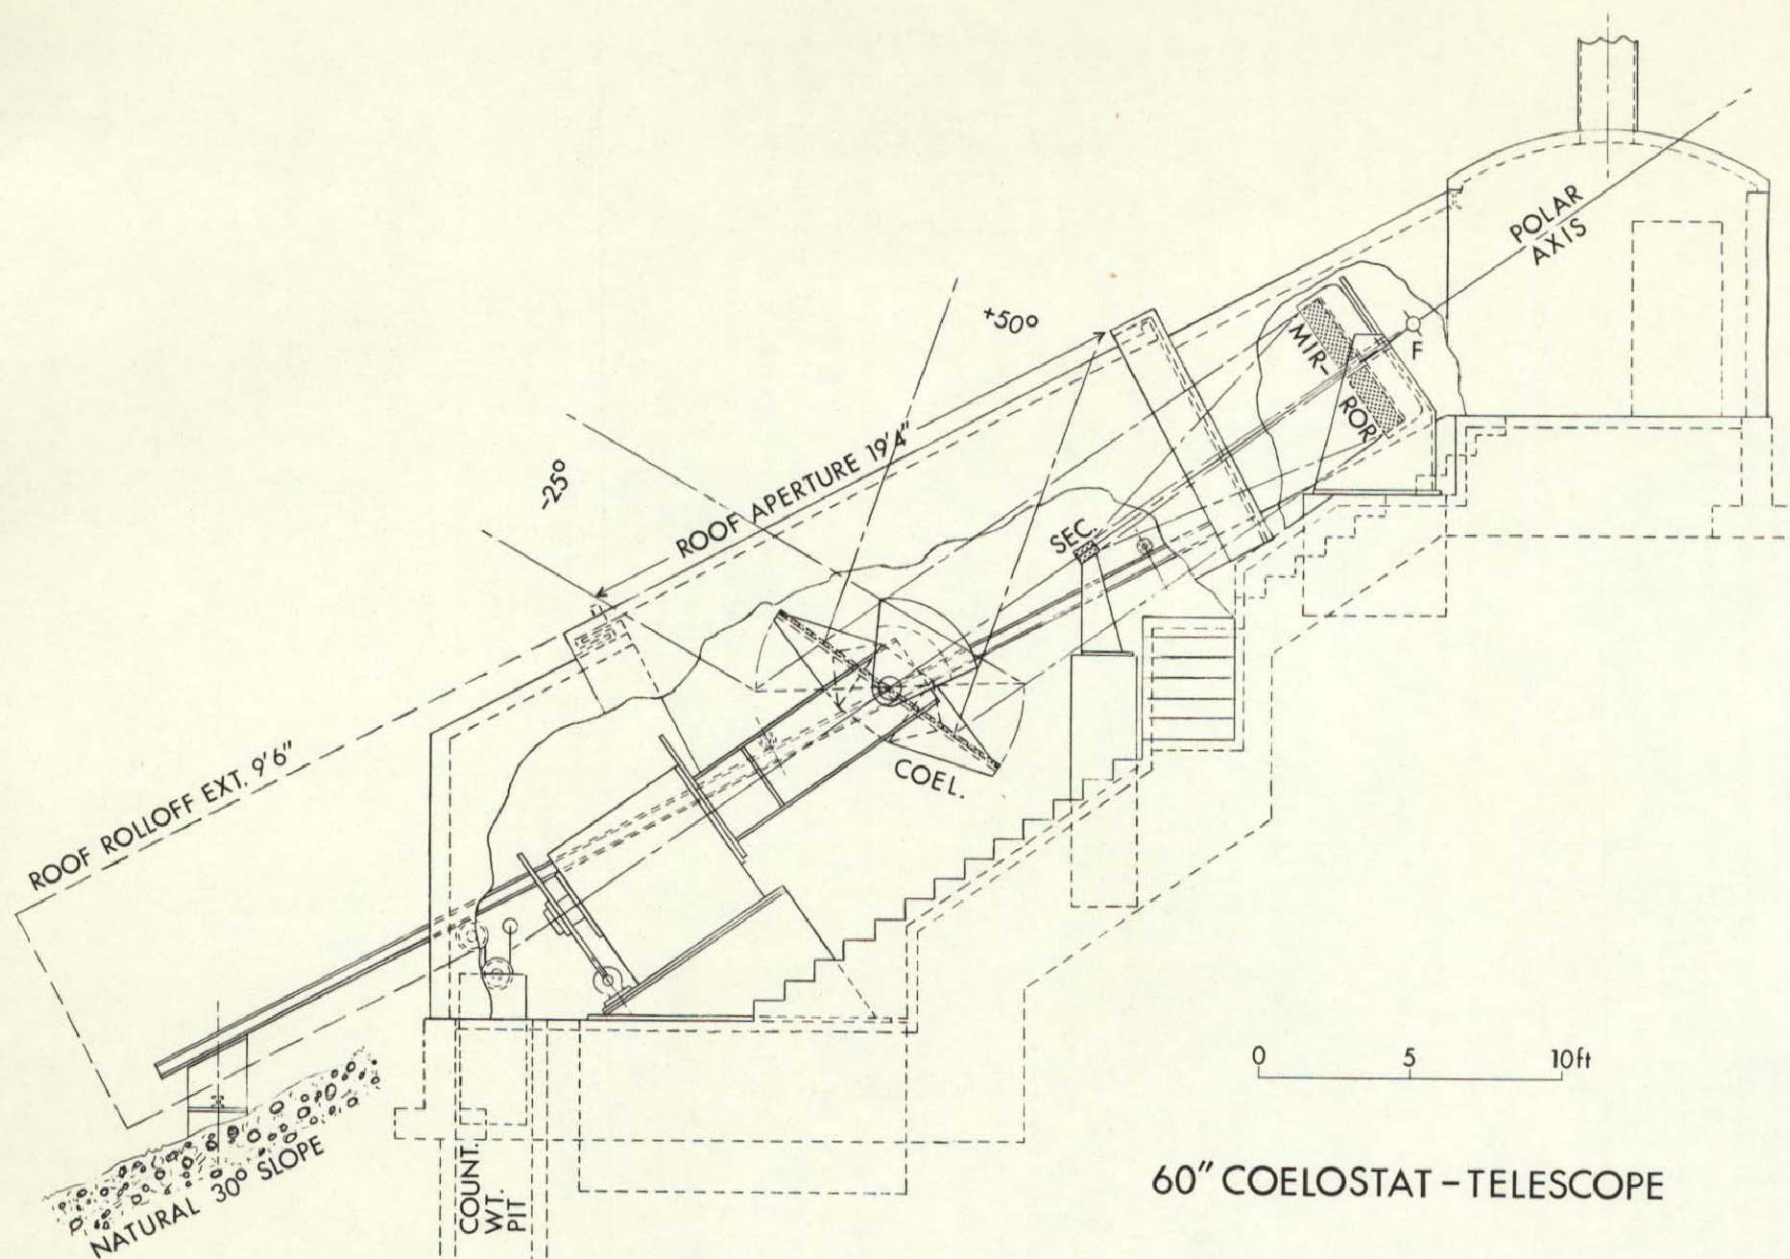 POLAR
AXIS
+50°
MIR-
ROR
F
ROOF APERTURE 19'4"
-25°
SEC.
COEL.
ROOF ROLLOFF EXT. 9'6"
0 5 10ft
NATURAL 30° SLOPE
COUNT.
WT.
PIT
60" COELOSTAT - TELESCOPE